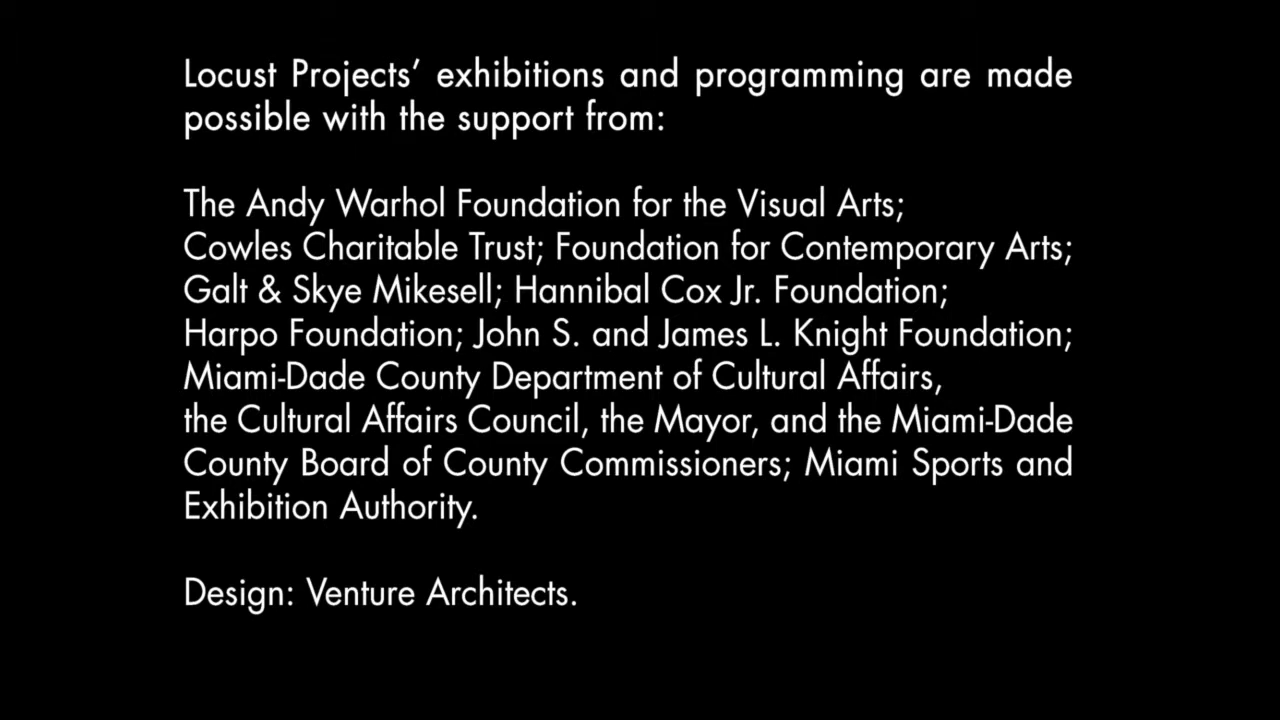 Locust Projects’ exhibitions and programming are made
possible with the support from:
The Andy Warhol Foundation for the Visual Arts;
Cowles Charitable Trust; Foundation for Contemporary Arts;
Galt & Skye Mikesell; Hannibal Cox Jr. Foundation;
Harpo Foundation; John S. and James L. Knight Foundation;
Miami-Dade County Department of Cultural Affairs,
the Cultural Affairs Council, the Mayor, and the Miami-Dade
County Board of County Commissioners; Miami Sports and
Exhibition Authority.
Design: Venture Architects.